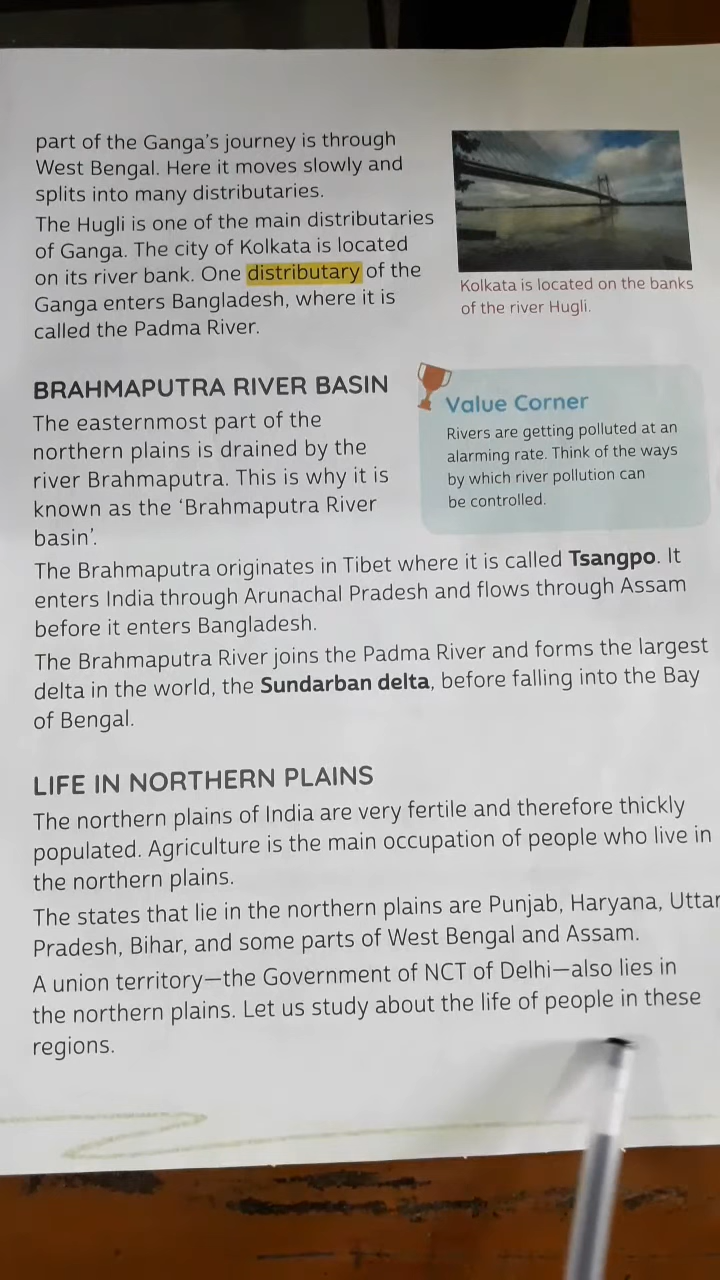 part of the Ganga's journey is through
West Bengal. Here it moves slowly and
splits into many distributaries.
The Hugli is one of the main distributaries
of Ganga. The city of Kolkata is located
on its river bank. One distributary of the
Ganga enters Bangladesh, where it is
called the Padma River.
Kolkata is located on the banks
of the river Hugli.
BRAHMAPUTRA RIVER BASIN
The easternmost part of the
northern plains is drained by the
river Brahmaputra. This is why it is
known as the ‘Brahmaputra River
basin’.
Value Corner
Rivers are getting polluted at an
alarming rate. Think of the ways
by which river pollution can
be controlled.
The Brahmaputra originates in Tibet where it is called Tsangpo. It
enters India through Arunachal Pradesh and flows through Assam
before it enters Bangladesh.
The Brahmaputra River joins the Padma River and forms the largest
delta in the world, the Sundarban delta, before falling into the Bay
of Bengal.
LIFE IN NORTHERN PLAINS
The northern plains of India are very fertile and therefore thickly
populated. Agriculture is the main occupation of people who live in
the northern plains.
The states that lie in the northern plains are Punjab, Haryana, Uttar
Pradesh, Bihar, and some parts of West Bengal and Assam.
A union territory—the Government of NCT of Delhi—also lies in
the northern plains. Let us study about the life of people in these
regions.